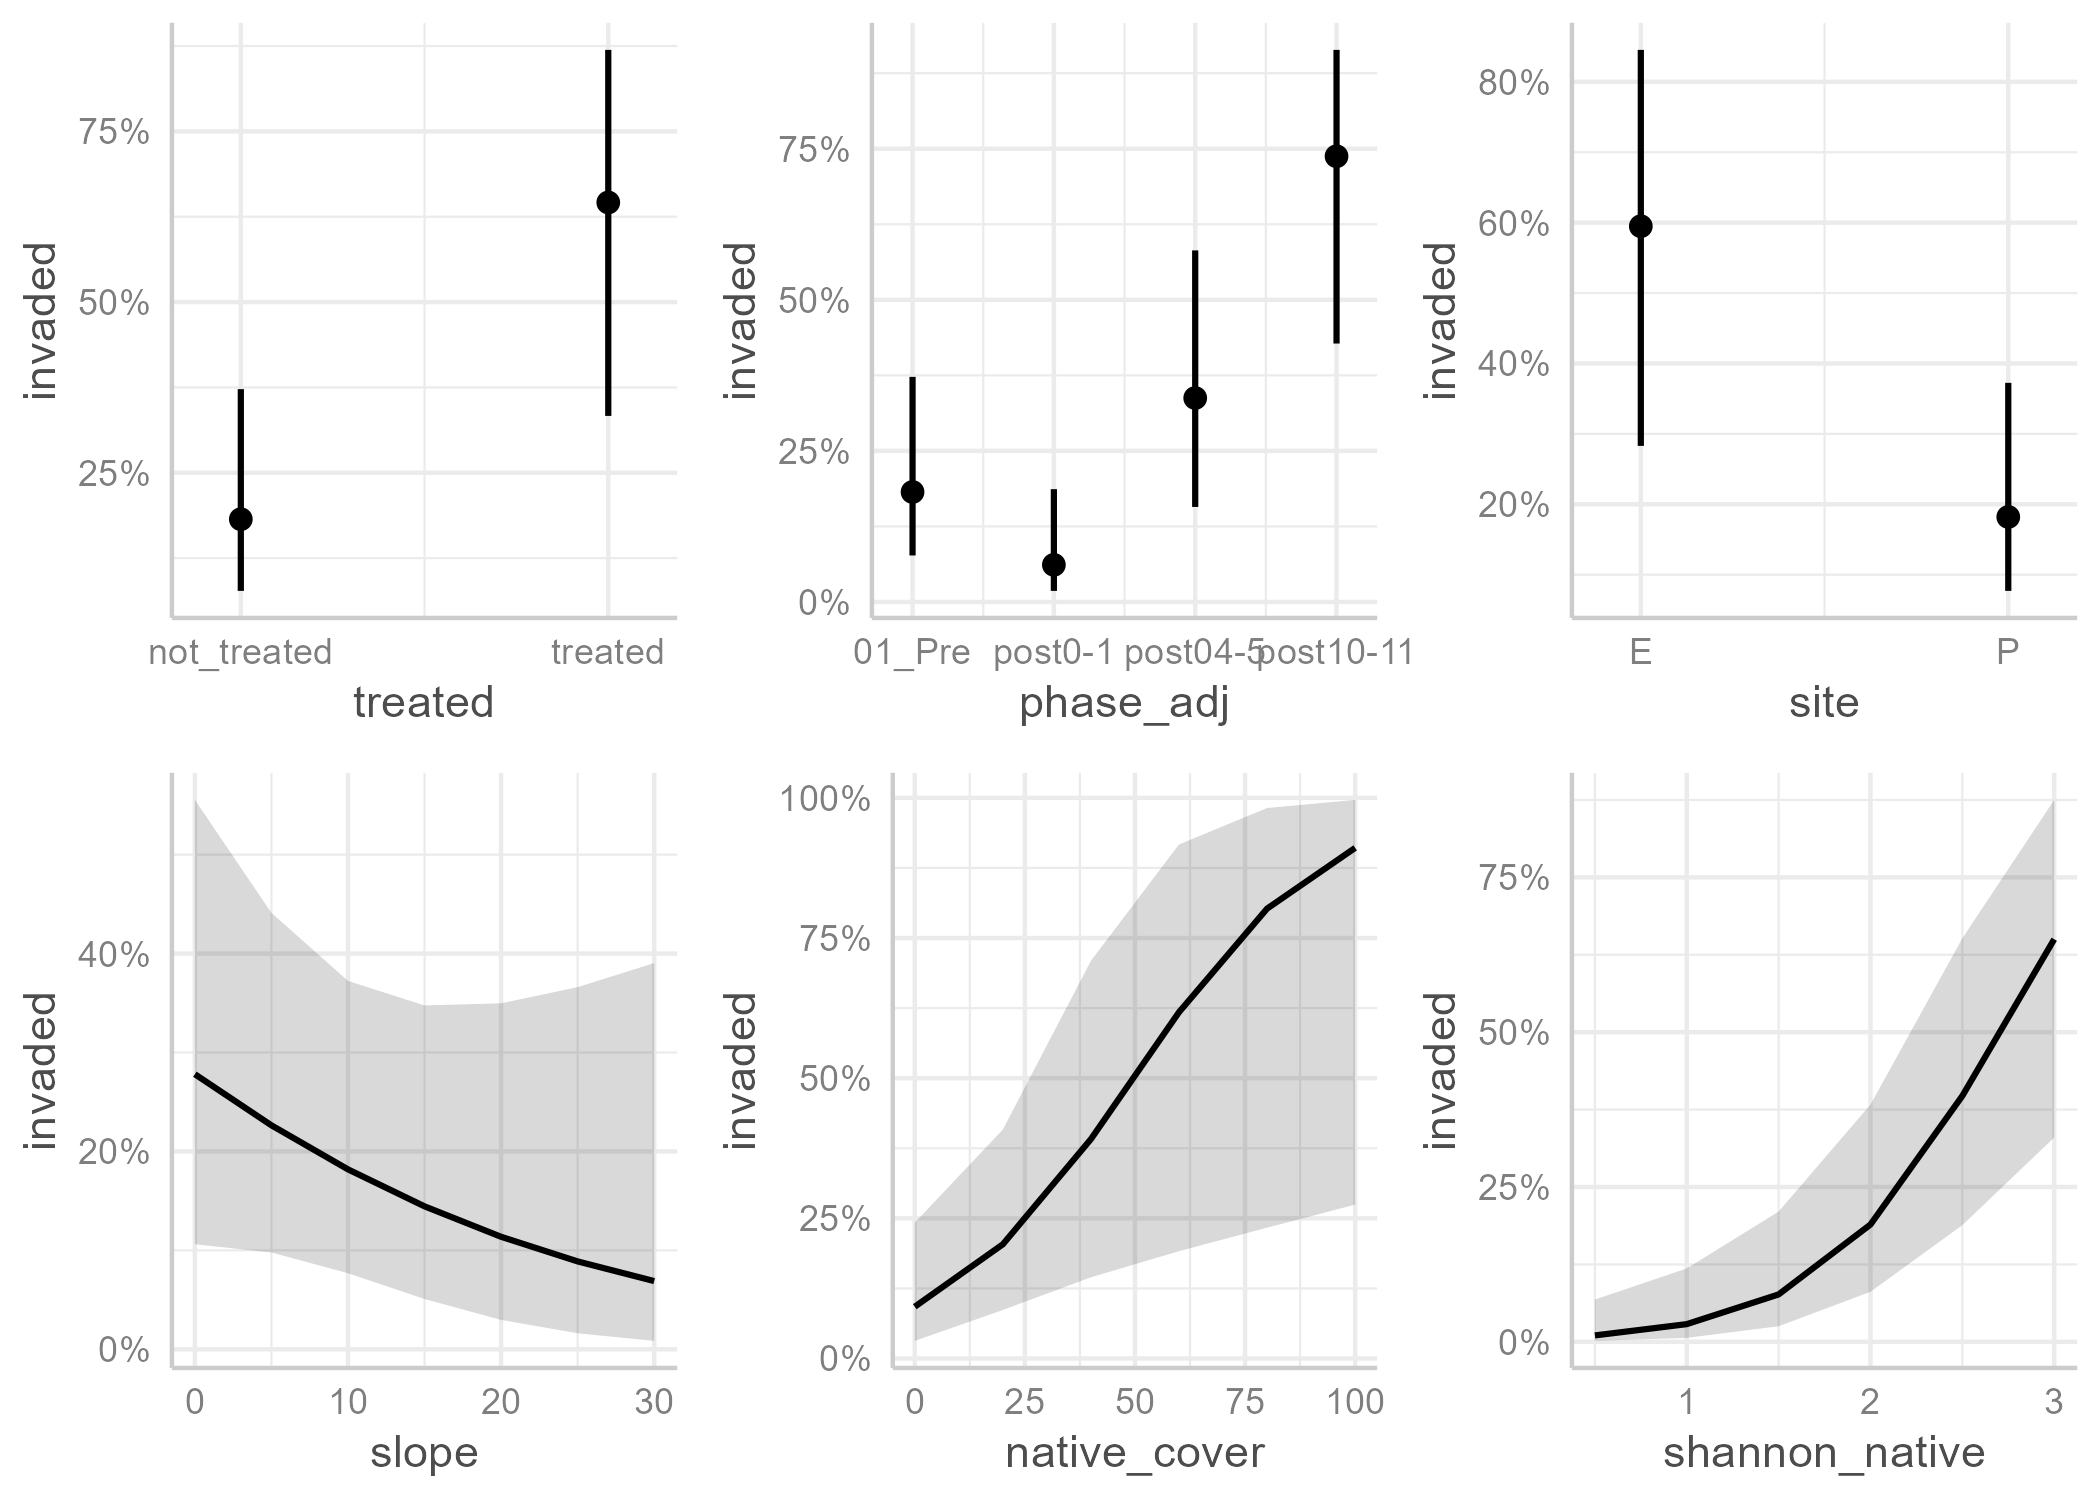 invaded
75%
50%
25%
not_treated treated
treated
invaded
75%
50%
25%
0%
01_Pre post0-1 post04-5 post10-11
phase_adj
invaded
80%
60%
40%
20%
E P
site
invaded
40%
20%
0%
0 10 20 30
slope
invaded
100%
75%
50%
25%
0%
0 25 50 75 100
native_cover
invaded
75%
50%
25%
0%
1 2 3
shannon_native